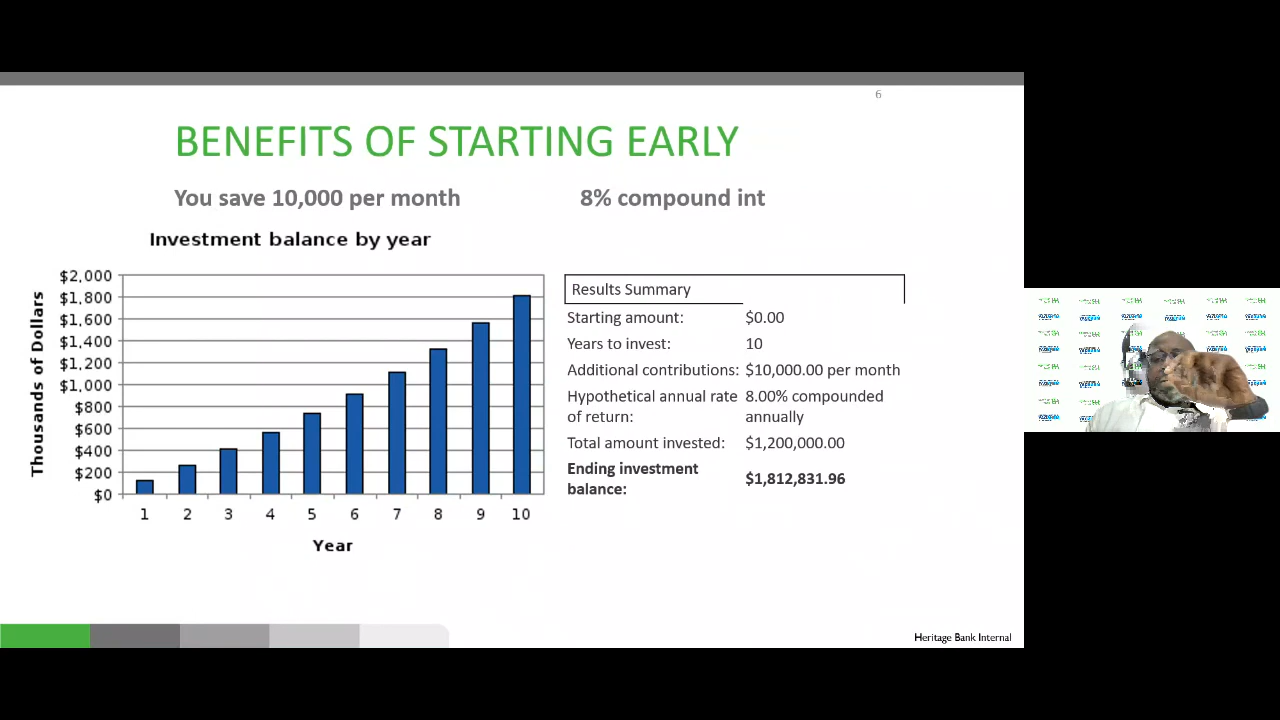 6
BENEFITS OF STARTING EARLY
You save 10,000 per month
8% compound int
Investment balance by year
Thousands of Dollars
$2,000
$1,800
$1,600
$1,400
$1,200
$1,000
$800
$600
$400
$200
$0
1 2 3 4 5 6 7 8 9 10
Year
Results Summary
Starting amount: $0.00
Years to invest: 10
Additional contributions: $10,000.00 per month
Hypothetical annual rate 8.00% compounded
of return: annually
Total amount invested: $1,200,000.00
Ending investment
balance: $1,812,831.96
Heritage Bank Internal